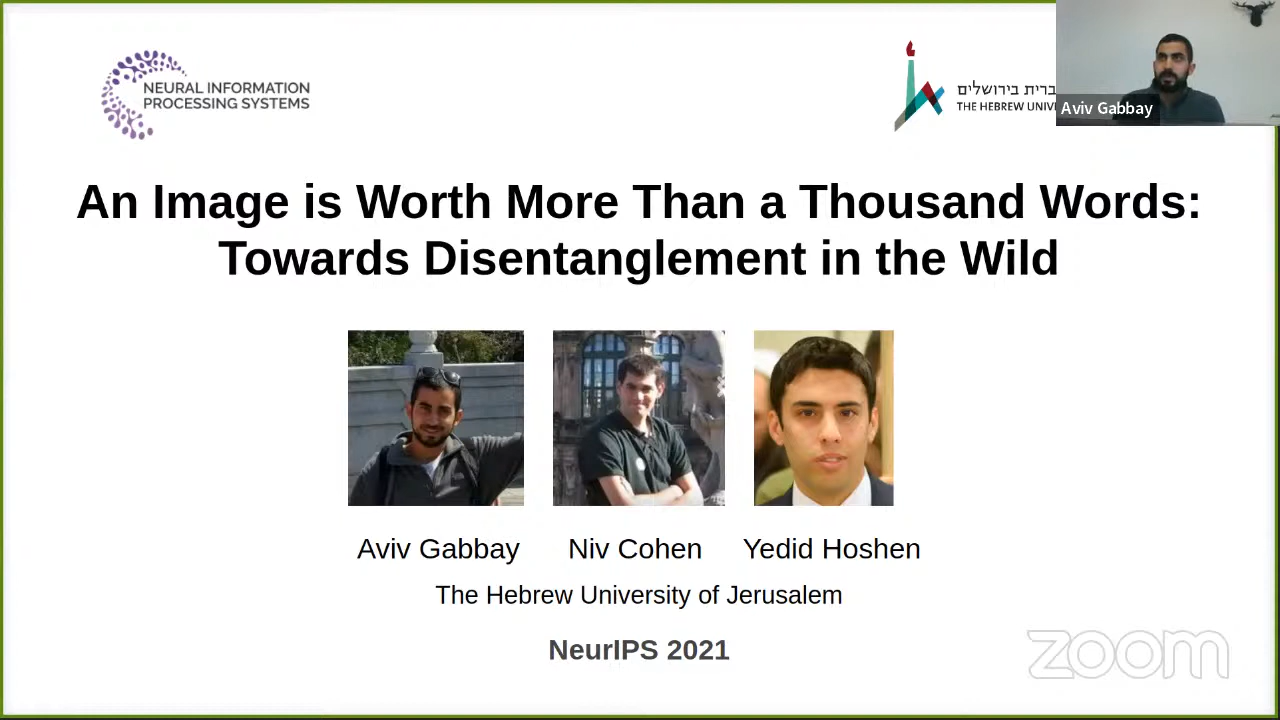 NEURAL INFORMATION
PROCESSING SYSTEMS
ברית בירושלים
THE HEBREW
Aviv Gabbay
An Image is Worth More Than a Thousand Words:
Towards Disentanglement in the Wild
Aviv Gabbay Niv Cohen Yedid Hoshen
The Hebrew University of Jerusalem
NeurIPS 2021
zoom